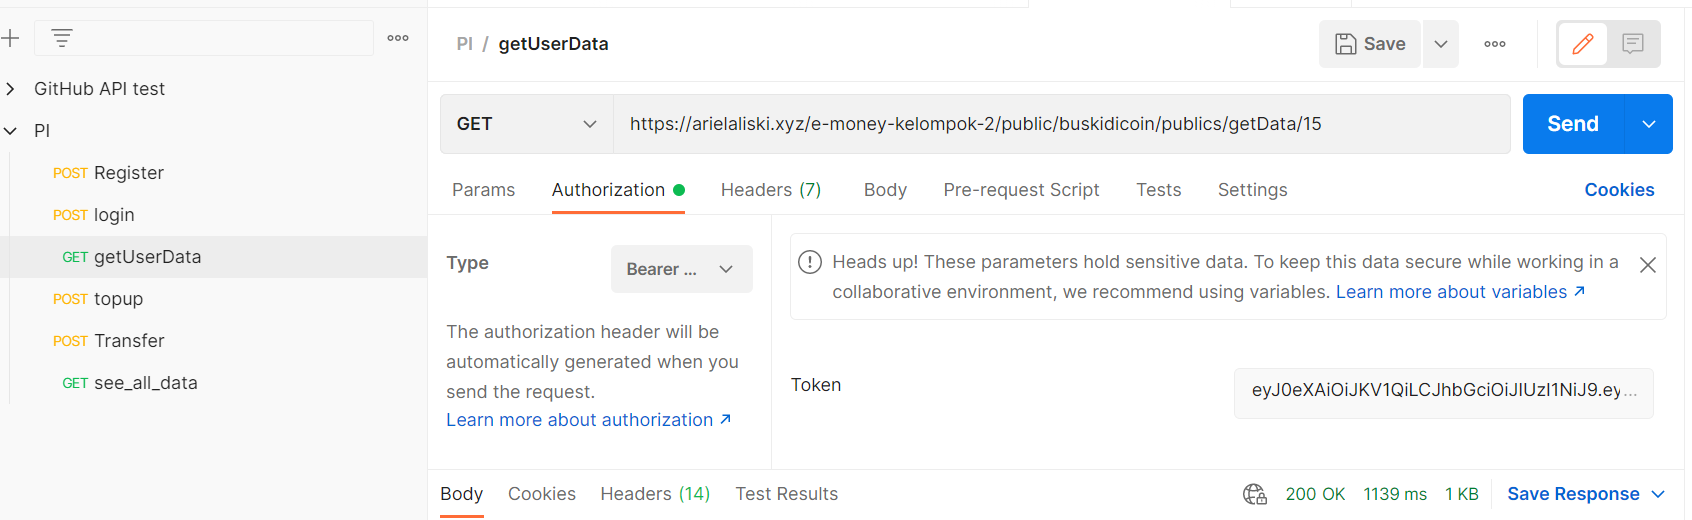 GitHub API test
PI
POST Register
POST login
GET getUserData
POST topup
POST Transfer
GET see_all_data
PI / getUserData
Save
GET
https://arielaliski.xyz/e-money-kelompok-2/public/buskidicoin/publics/getData/15
Send
Params Authorization Headers (7) Body Pre-request Script Tests Settings Cookies
Type
Bearer ...
The authorization header will be
automatically generated when you
send the request.
Learn more about authorization ↗
Heads up! These parameters hold sensitive data. To keep this data secure while working in a
collaborative environment, we recommend using variables. Learn more about variables ↗
Token
eyJ0eXAiOiJKV1QiLCJhbGciOiJIUzI1NiJ9.ey...
Body Cookies Headers (14) Test Results
200 OK 1139 ms 1 KB Save Response